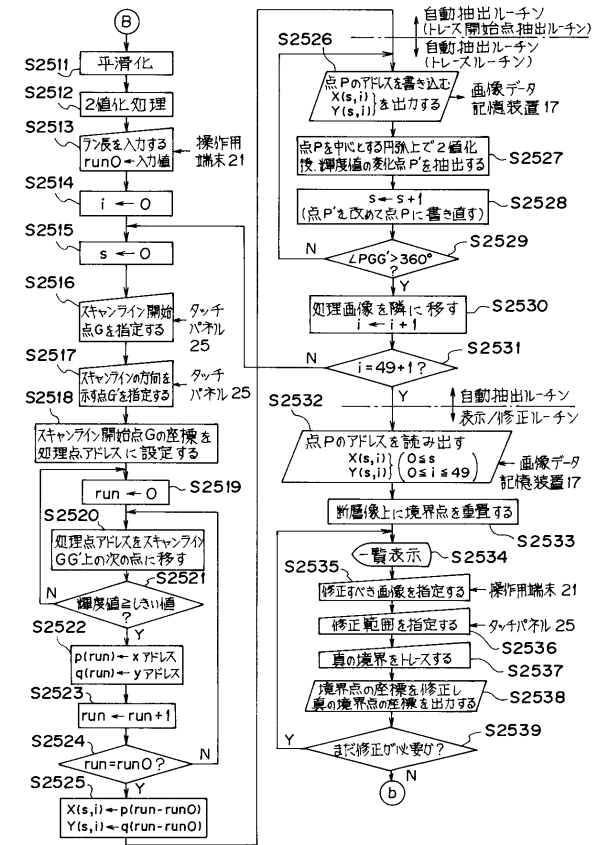 B
S2511
平滑化
S2512
2値化処理
S2513
ラン長を入力する
run0←入力値
操作用
端末21
S2514
i ← 0
S2515
s ← 0
S2516
スキャンライン開始
点Gを指定する
タッチ
パネル
25
S2517
スキャンラインの方向を
示す点G'を指定する
タッチ
パネル25
S2518
スキャンライン開始点Gの座標を
処理点アドレスに設定する
run ← 0
S2519
S2520
処理点アドレスをスキャンライン
GG'上の次の点に移す
S2521
輝度値≧しきい値
?
N
Y
S2522
p(run)←xアドレス
q(run)←yアドレス
S2523
run ← run+1
S2524
run=run0?
N
Y
S2525
X(s,i)←p(run-run0)
Y(s,i)←q(run-run0)
自動抽出ルーチン
(トレース開始点抽出ルーチン)
自動抽出ルーチン
(トレースルーチン)
S2526
点Pのアドレスを書き込む
X(s,i)
Y(s,i)}を出力する
画像データ
記憶装置17
点Pを中心とする円弧上で2値化
後、輝度値の変化点P'を抽出する
S2527
s←s+1
(点P'を改めて点Pに書き直す)
S2528
S2529
∠PGG'>360°
?
N
Y
処理画像を隣に移す
i ← i+1
S2530
S2531
i=49+1?
N
Y
自動抽出ルーチン
表示/修正ルーチン
S2532
点Pのアドレスを読み出す
X(s,i)
Y(s,i)} (0≦s
0≦i≦49)
画像データ
記憶装置17
断層像上に境界点を重畳する
S2533
一覧表示
S2534
S2535
修正すべき画像を指定する
操作用端末21
修正範囲を指定する
タッチパネル25
S2536
真の境界をトレースする
S2537
境界点の座標を修正し
真の境界点の座標を出力する
S2538
S2539
まだ修正が必要か?
Y
N
b